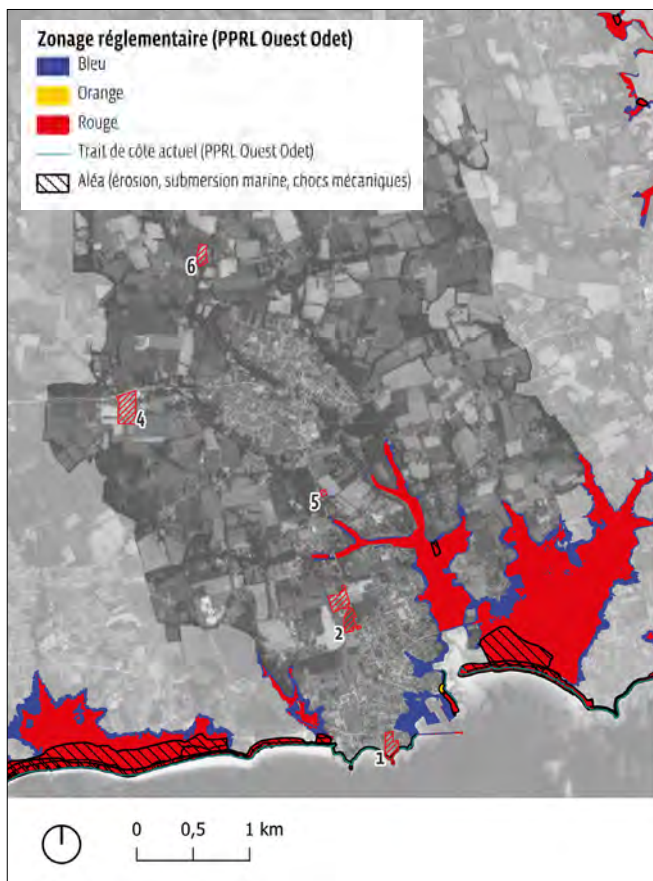 Zonage réglementaire (PPRL Ouest Odet)
Bleu
Orange
Rouge
Trait de côte actuel (PPRL Ouest Odet)
Aléa (érosion, submersion marine, chocs mécaniques)
6
4
5
2
1
0 0,5 1 km